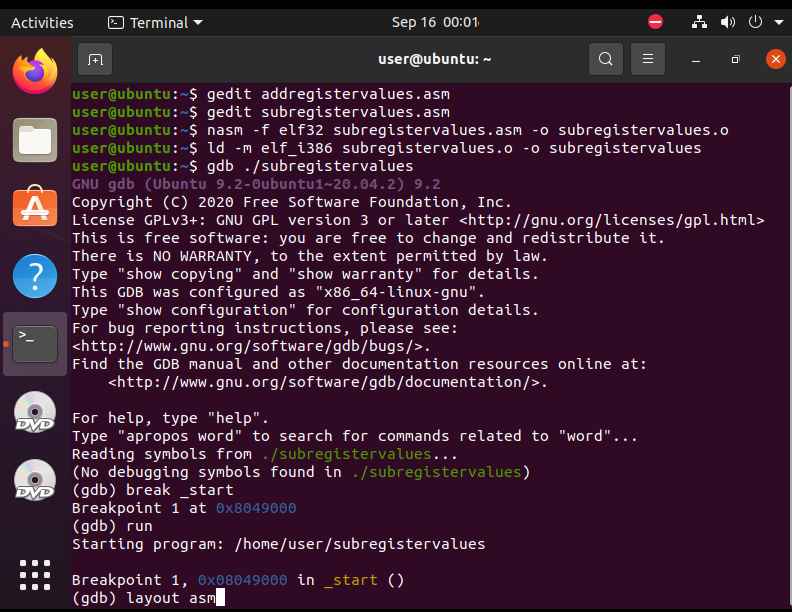 Activities
Terminal
Sep 16 00:01
user@ubuntu: ~
user@ubuntu:~$ gedit addregistervalues.asm
user@ubuntu:~$ gedit subregistervalues.asm
user@ubuntu:~$ nasm -f elf32 subregistervalues.asm -o subregistervalues.o
user@ubuntu:~$ ld -m elf_i386 subregistervalues.o -o subregistervalues
user@ubuntu:~$ gdb ./subregistervalues
GNU gdb (Ubuntu 9.2-0ubuntu1~20.04.2) 9.2
Copyright (C) 2020 Free Software Foundation, Inc.
License GPLv3+: GNU GPL version 3 or later <http://gnu.org/licenses/gpl.html>
This is free software: you are free to change and redistribute it.
There is NO WARRANTY, to the extent permitted by law.
Type "show copying" and "show warranty" for details.
This GDB was configured as "x86_64-linux-gnu".
Type "show configuration" for configuration details.
For bug reporting instructions, please see:
<http://www.gnu.org/software/gdb/bugs/>.
Find the GDB manual and other documentation resources online at:
    <http://www.gnu.org/software/gdb/documentation/>.

For help, type "help".
Type "apropos word" to search for commands related to "word"...
Reading symbols from ./subregistervalues...
(No debugging symbols found in ./subregistervalues)
(gdb) break _start
Breakpoint 1 at 0x8049000
(gdb) run
Starting program: /home/user/subregistervalues

Breakpoint 1, 0x08049000 in _start ()
(gdb) layout asm
?
>_
DVD
DVD